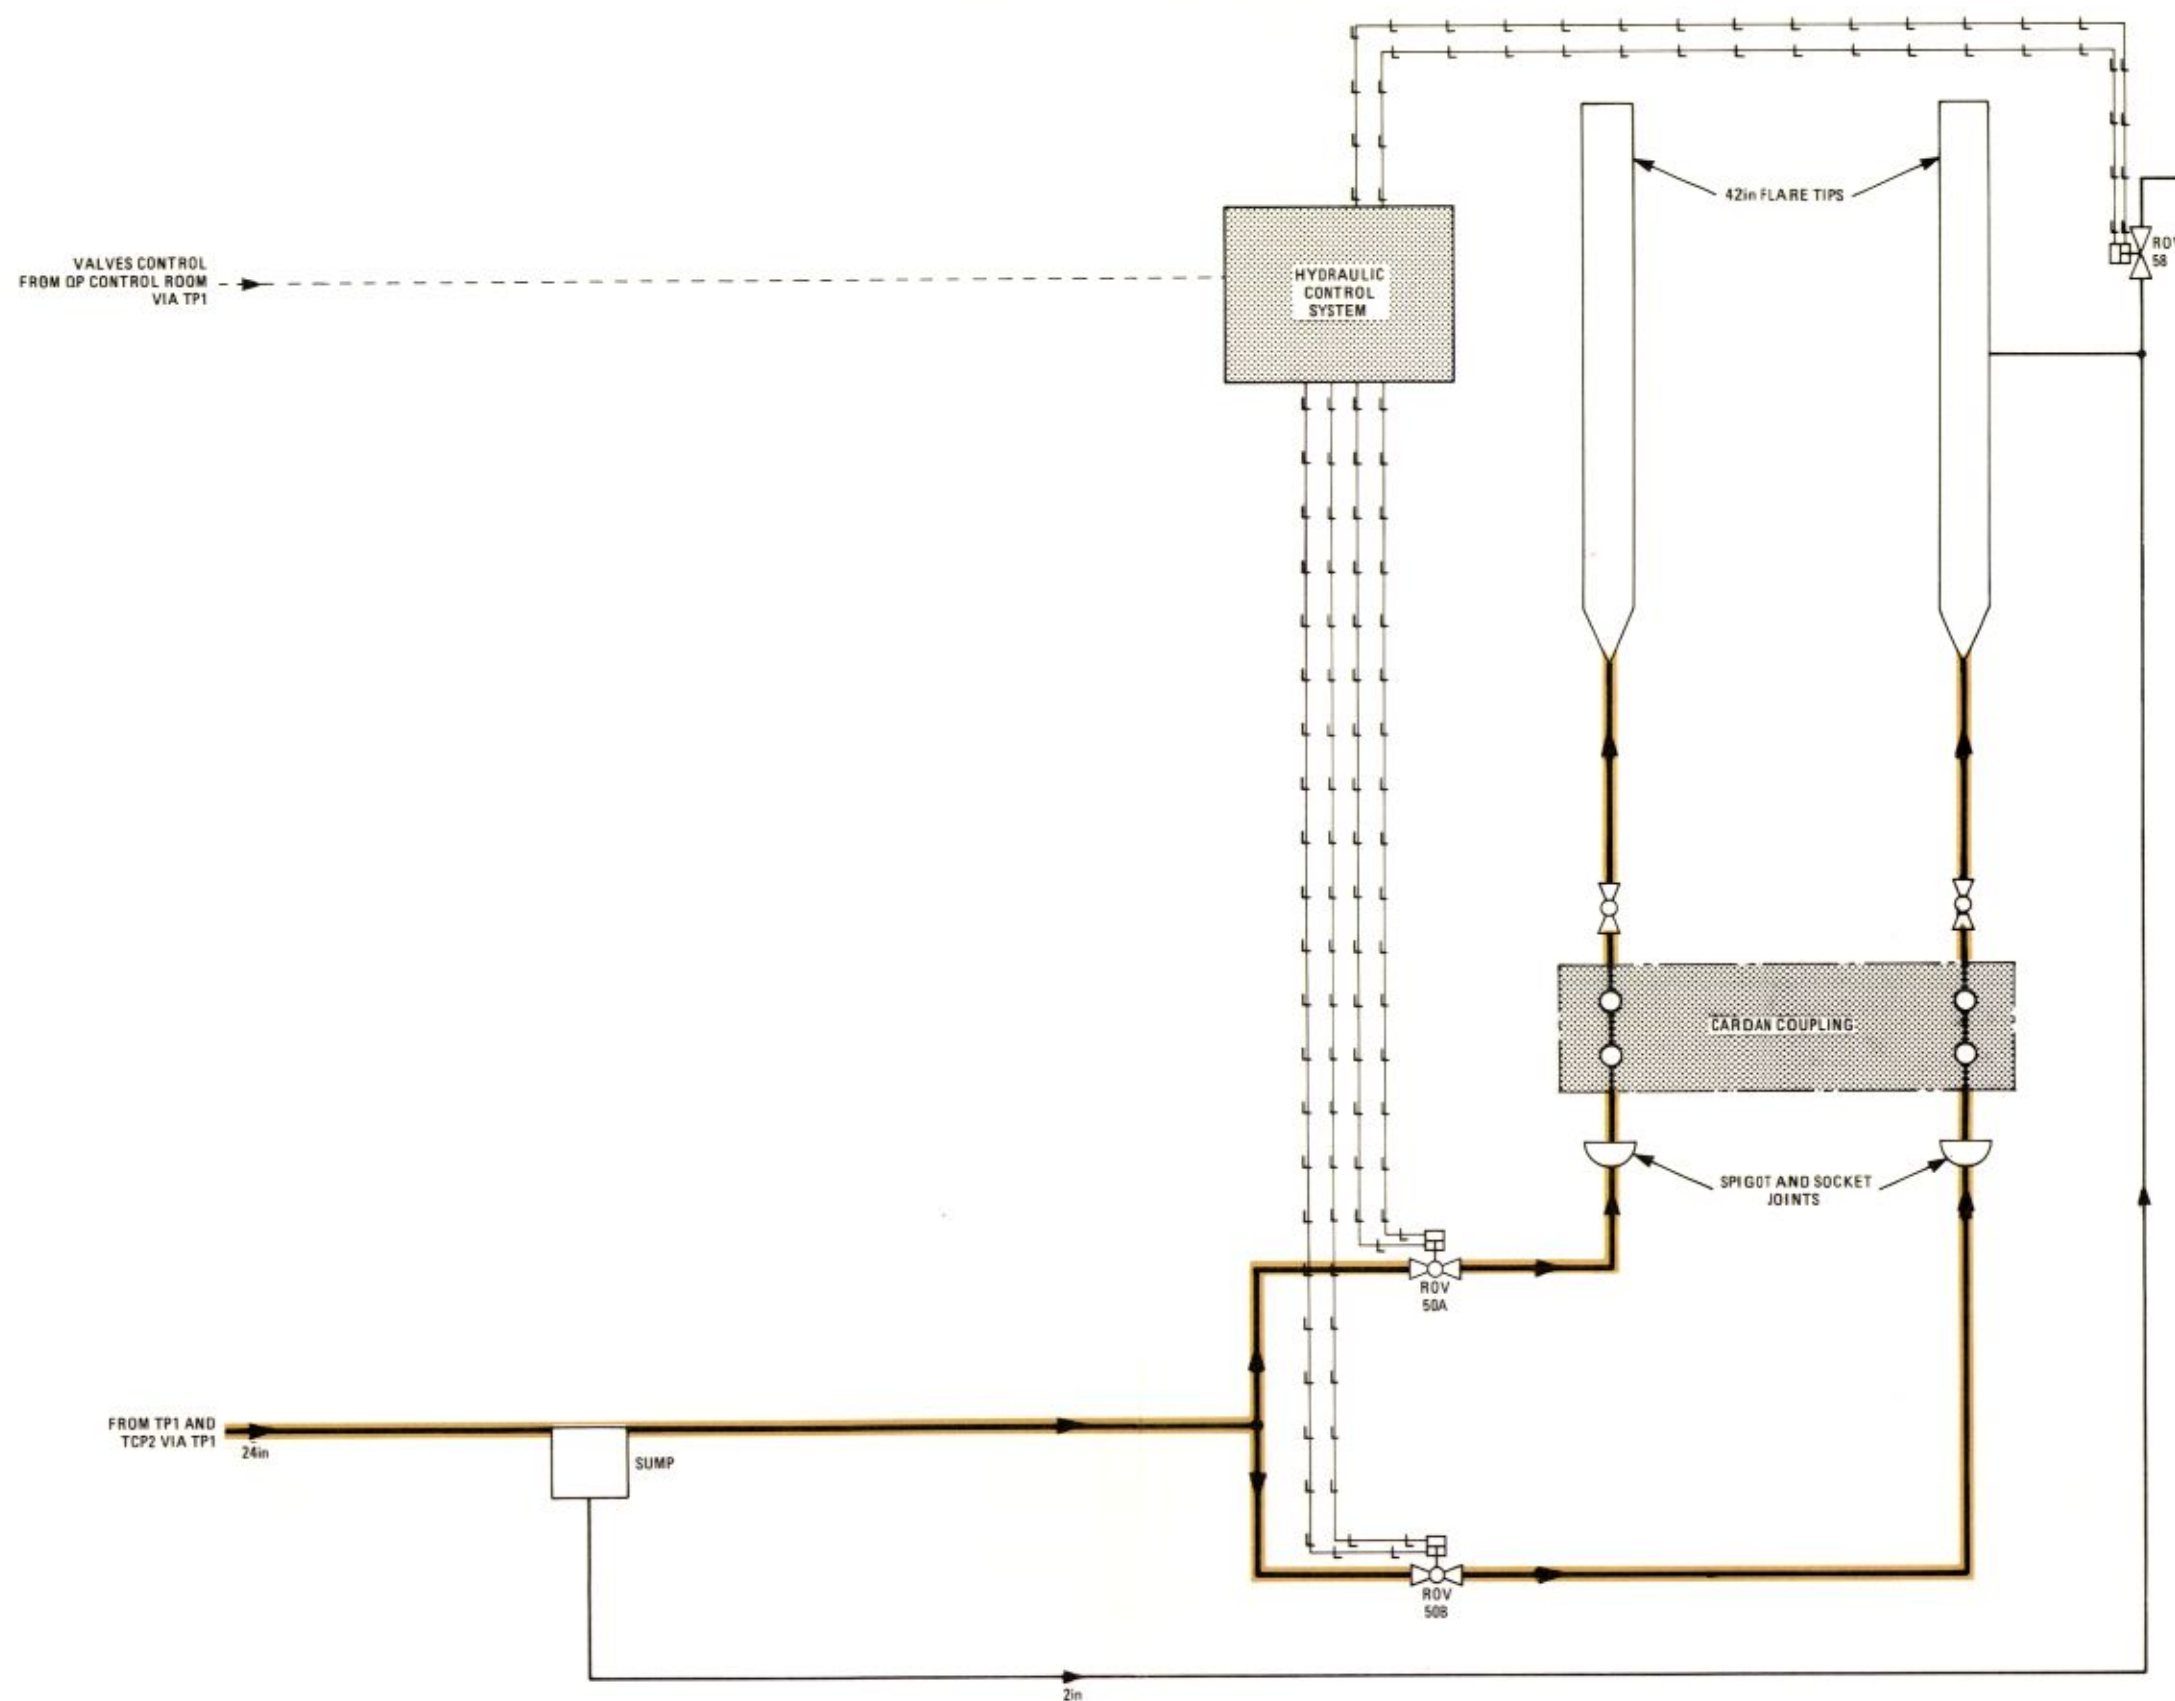 42in FLARE TIPS
ROV
58
VALVES CONTROL
FROM QP CONTROL ROOM
VIA TP1
HYDRAULIC
CONTROL
SYSTEM
CARDAN COUPLING
SPIGOT AND SOCKET
JOINTS
ROV
50A
FROM TP1 AND
TCP2 VIA TP1
24in
SUMP
ROV
50B
2in